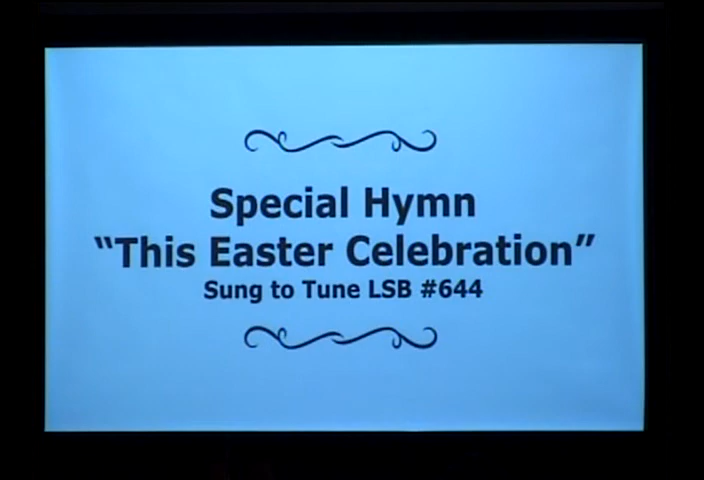 Special Hymn
“This Easter Celebration”
Sung to Tune LSB #644